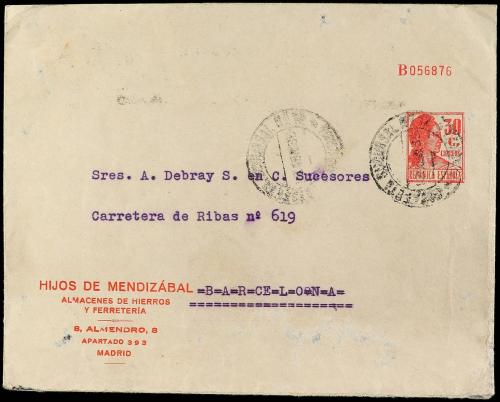 B056876
30
Cts
REPUBLICA ESPAÑOLA
Sres. A. Debray S. en C. Sucesores
Carretera de Ribas nº 619
=B=A=R=C=E=L=O=N=A=
HIJOS DE MENDIZÁBAL
ALMACENES DE HIERROS
Y FERRETERÍA
8, ALMENDRO, 8
APARTADO 393
MADRID